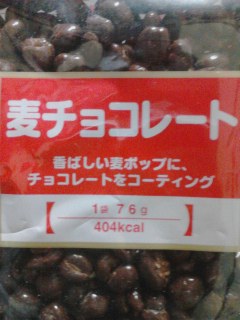 麦チョコレート
香ばしい麦ポップに、
チョコレートをコーティング
【 1袋 76g 】
404kcal